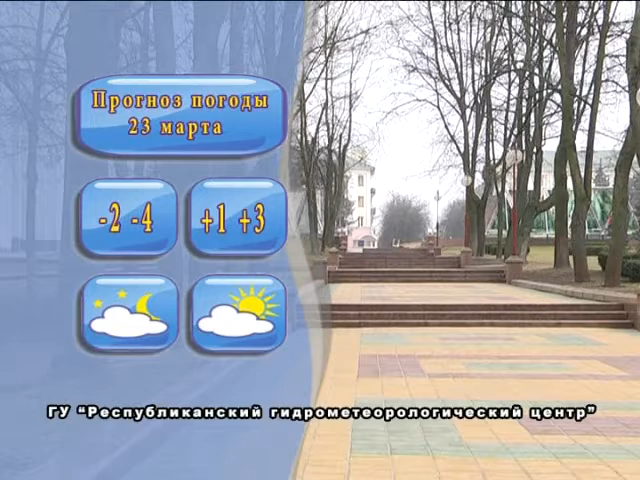 Прогноз погоды
23 марта
-2 -4 +1 +3
ГУ “Республиканский гидрометеорологический центр”